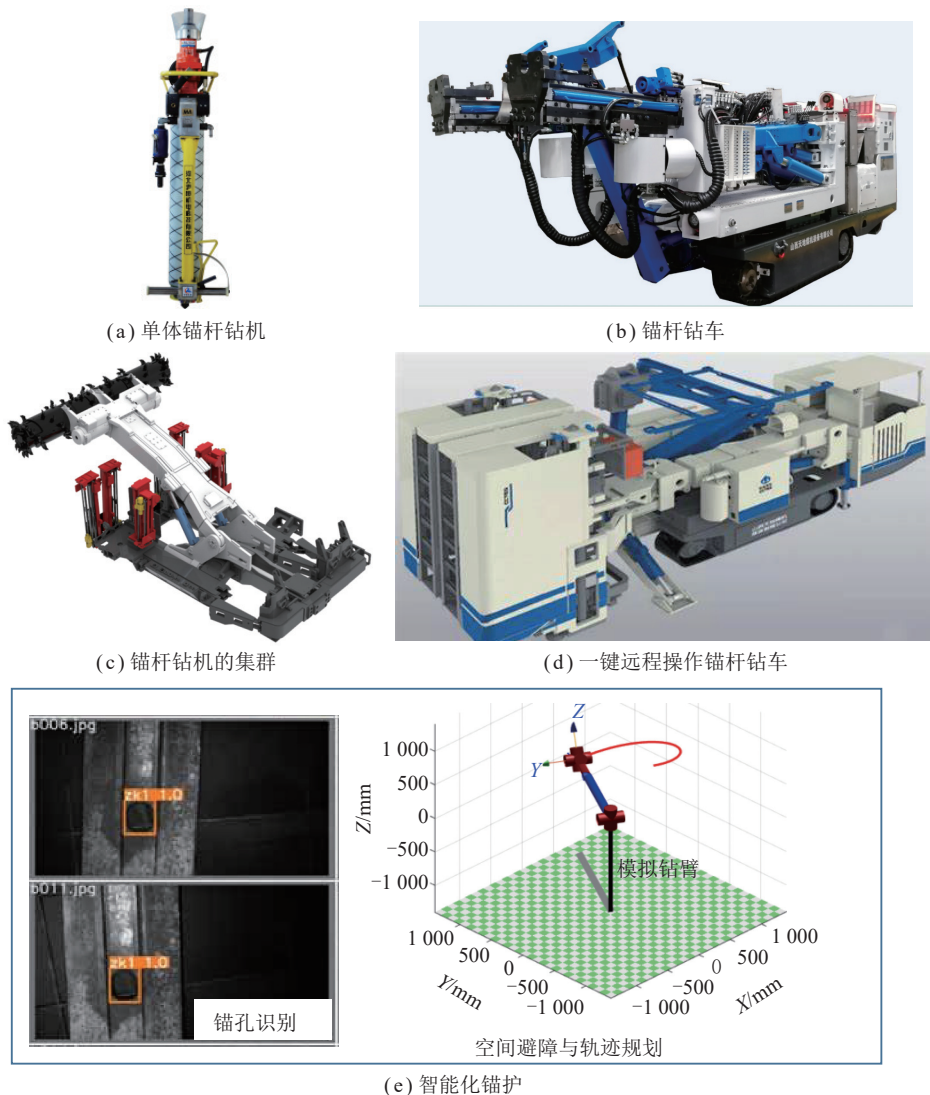 (a) 单体锚杆钻机
(b) 锚杆钻车
(c) 锚杆钻机的集群
(d) 一键远程操作锚杆钻车
b006.jpg
zk1 1.0
b011.jpg
zk1 1.0
锚孔识别
Z
Y
Z/mm
1 000
500
0
−500
−1 000
模拟钻臂
1 000
500
0
−500
−1 000
Y/mm
1 000
500
0
−500
−1 000
X/mm
空间避障与轨迹规划
(e) 智能化锚护